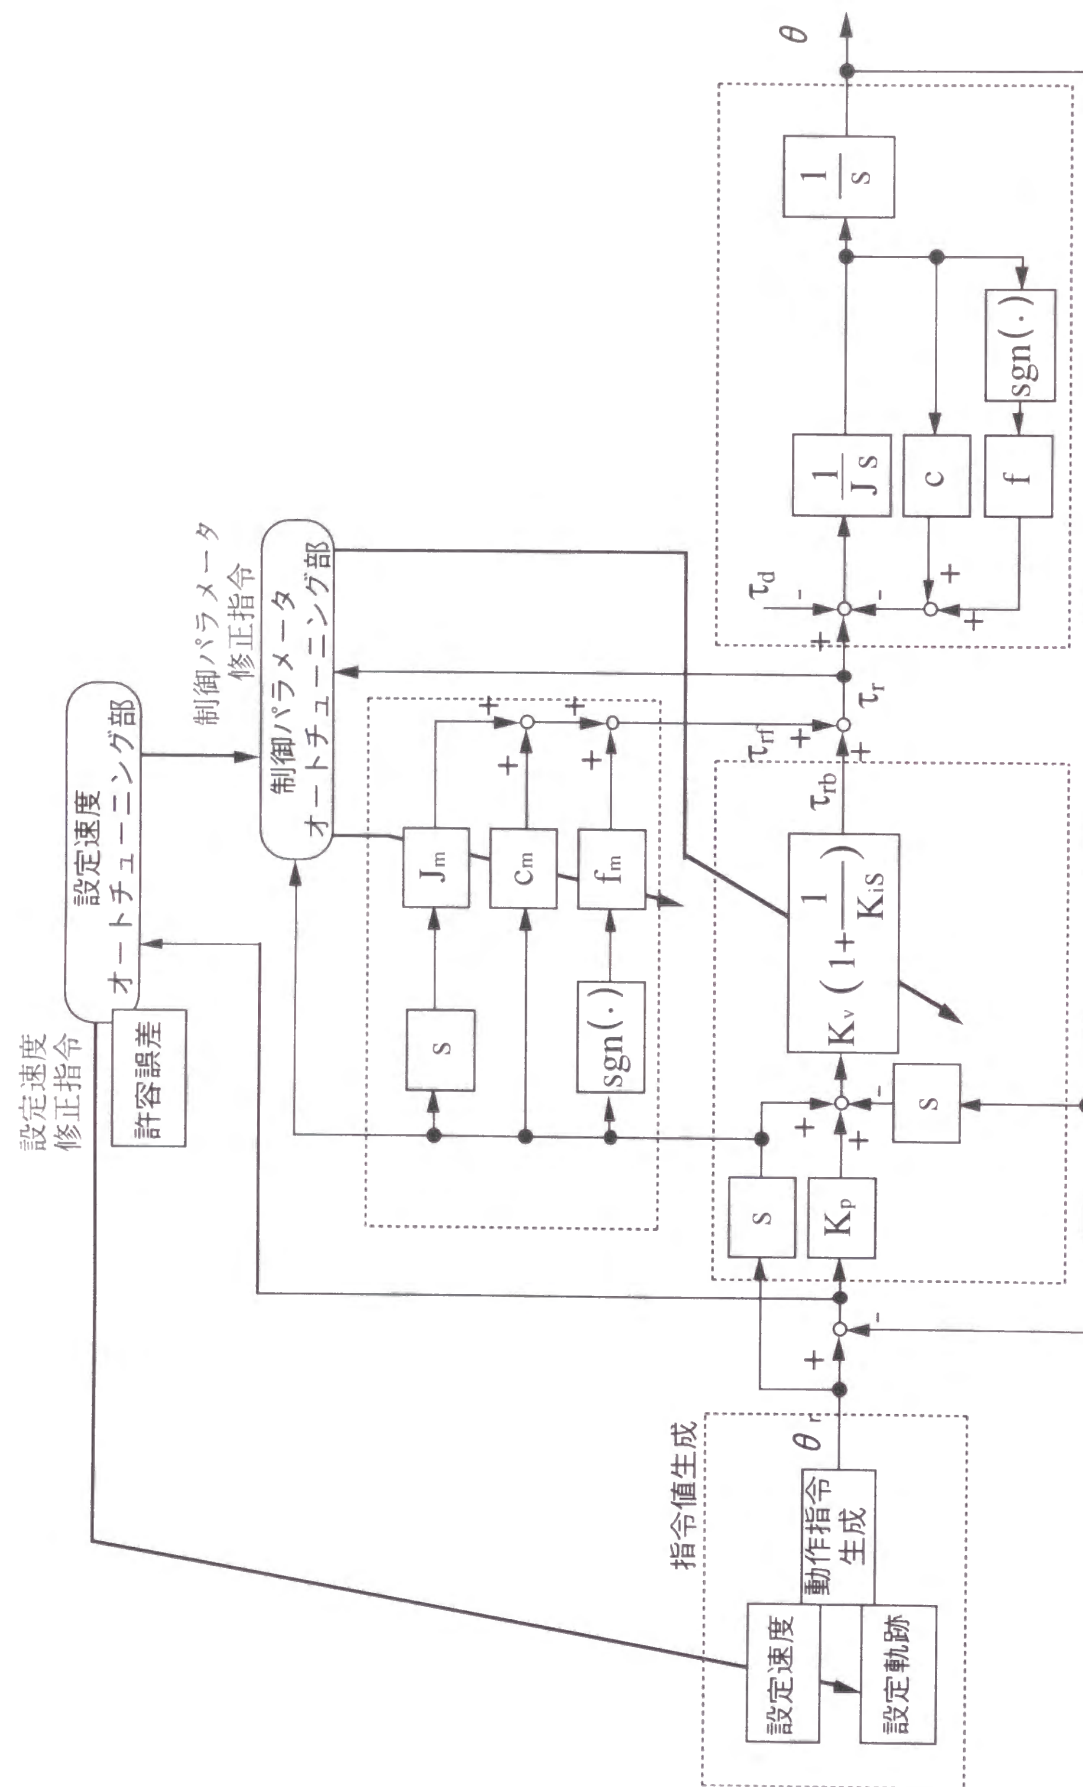 設定速度
修正指令
設定速度
オートチューニング部
許容誤差
制御パラメータ
修正指令
制御パラメータ
オートチューニング部
s
Jm
+
cm
+
+
sgn(・)
fm
+
τrf
+
指令値生成
設定速度
設定軌跡
動作指令
生成
θr
+
-
s
Kp
+
+
-
s
Kv (1+ 1/Kis)
τrb
+
τr
+
τd
-
-
1/Js
c
+
f
+
sgn(・)
1/s
θ